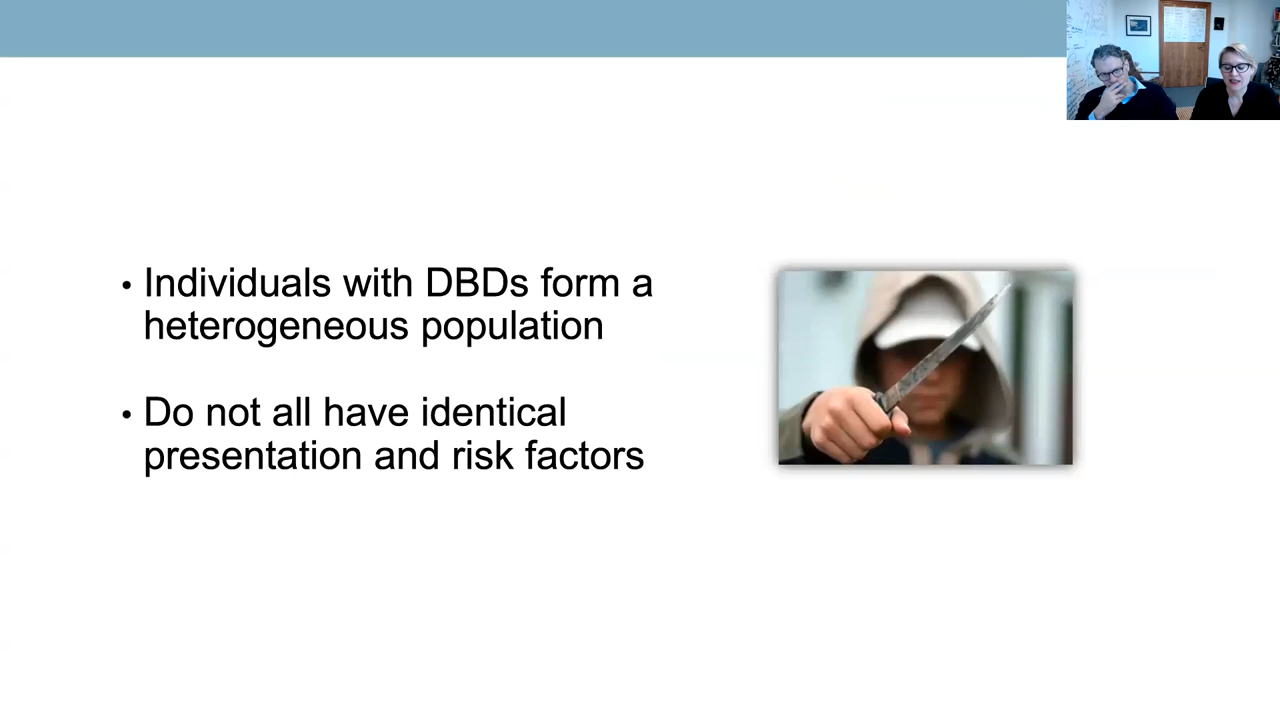 • Individuals with DBDs form a
heterogeneous population
• Do not all have identical
presentation and risk factors